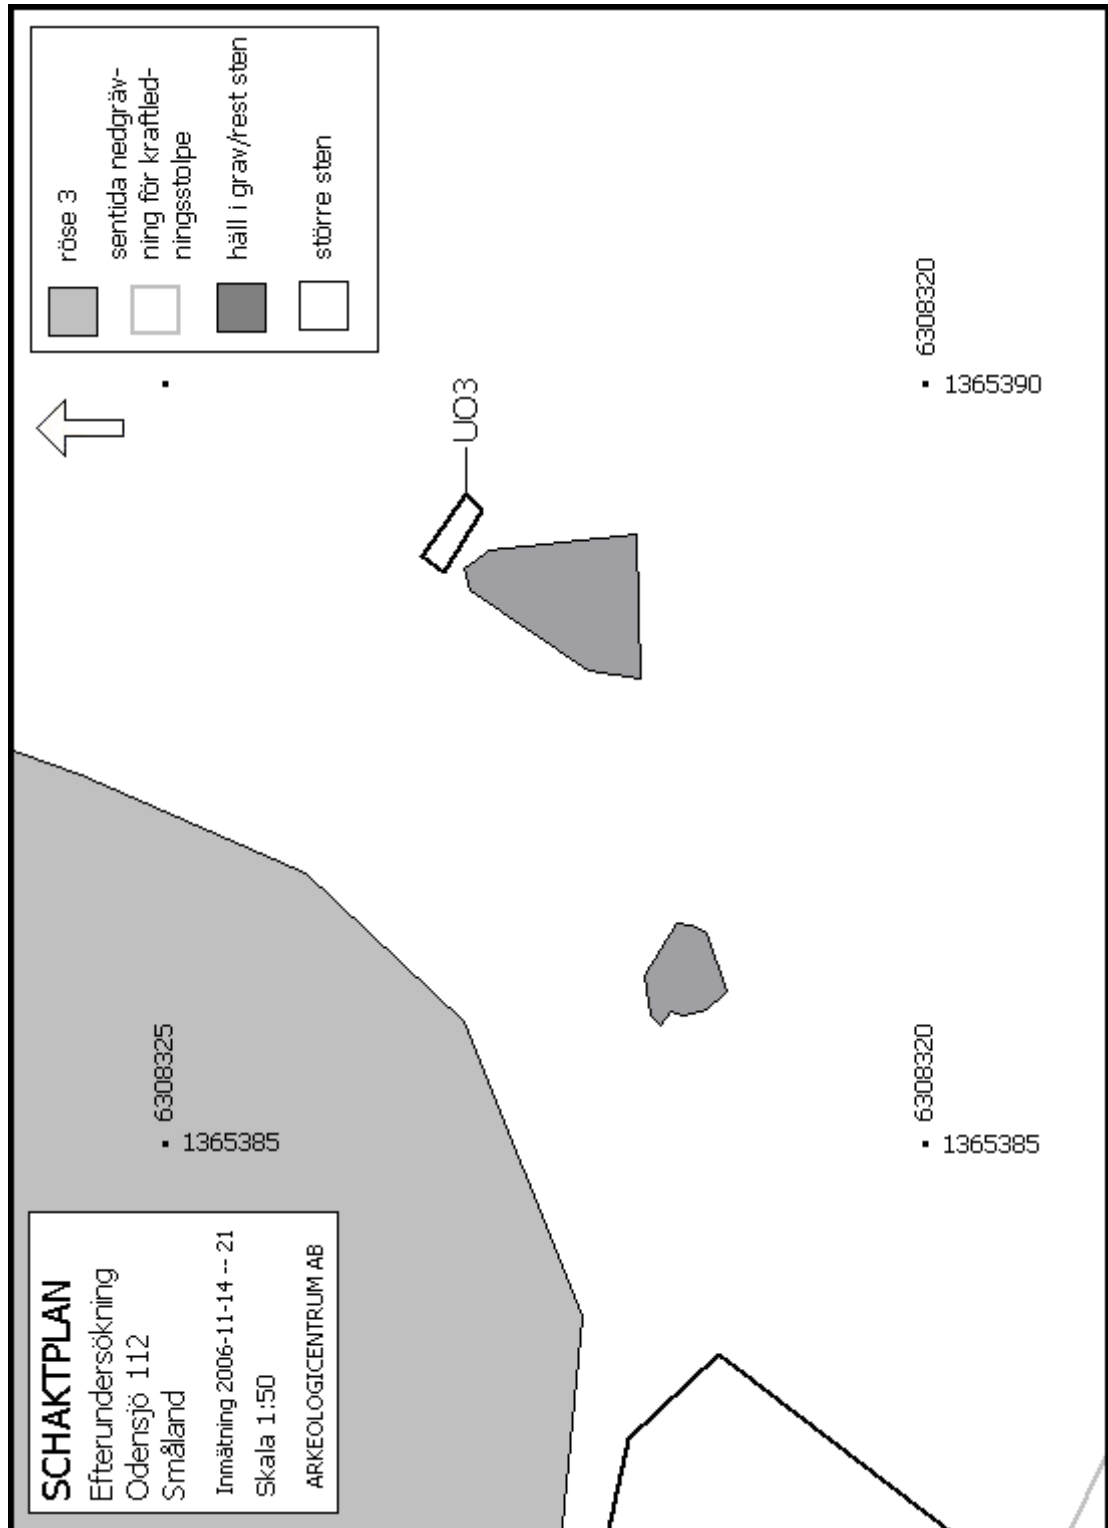 SCHAKTPLAN
Efterundersökning
Odensjö 112
Småland
Inmätning 2006-11-14 -- 21
Skala 1:50
ARKEOLOGICENTRUM AB
6308325
1365385
6308320
1365385
UO3
6308320
1365390
röse 3
sentida nedgräv-
ning för kraftled-
ningsstolpe
häll i grav/rest sten
större sten